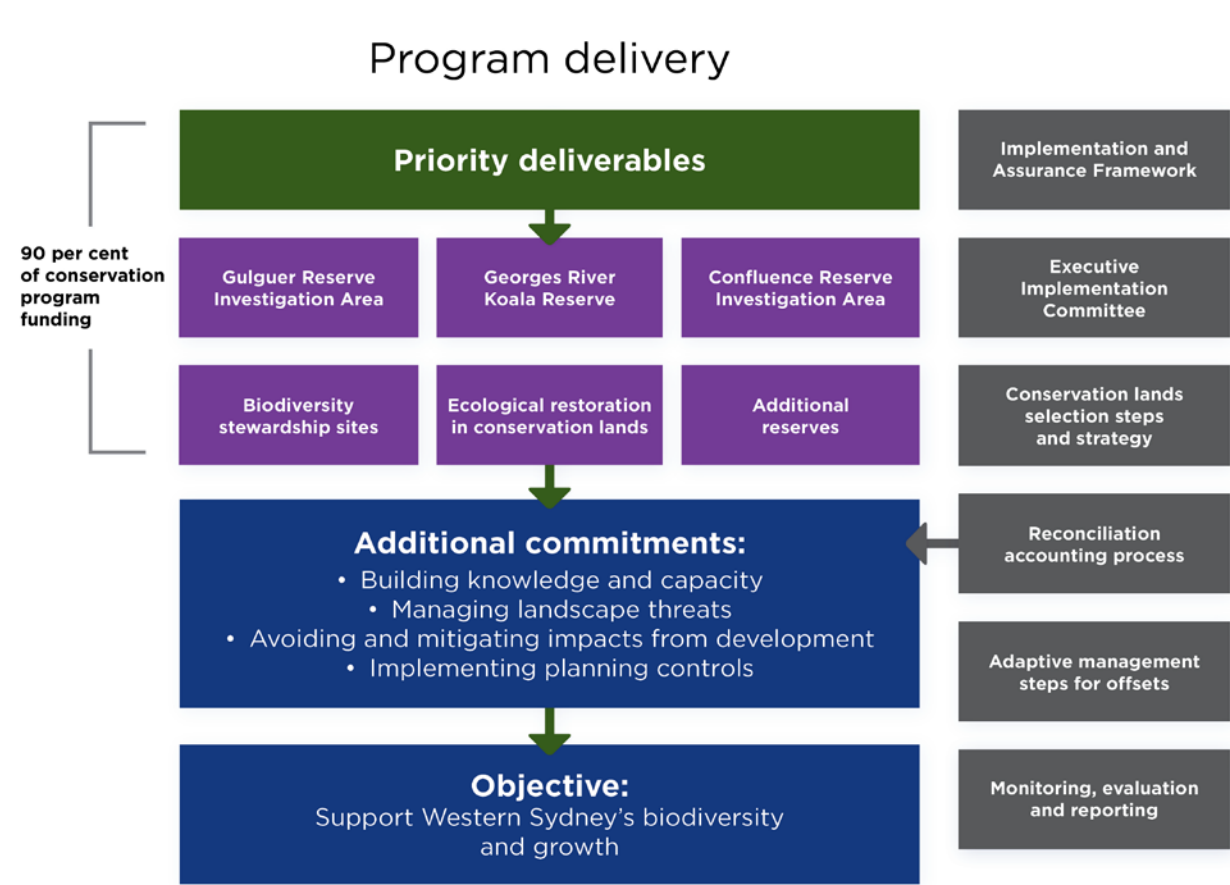 Program delivery
90 per cent
of conservation
program
funding
Priority deliverables
Gulguer Reserve
Investigation Area
Georges River
Koala Reserve
Confluence Reserve
Investigation Area
Biodiversity
stewardship sites
Ecological restoration
in conservation lands
Additional
reserves
Additional commitments:
• Building knowledge and capacity
• Managing landscape threats
• Avoiding and mitigating impacts from development
• Implementing planning controls
Objective:
Support Western Sydney’s biodiversity
and growth
Implementation and
Assurance Framework
Executive
Implementation
Committee
Conservation lands
selection steps
and strategy
Reconciliation
accounting process
Adaptive management
steps for offsets
Monitoring, evaluation
and reporting